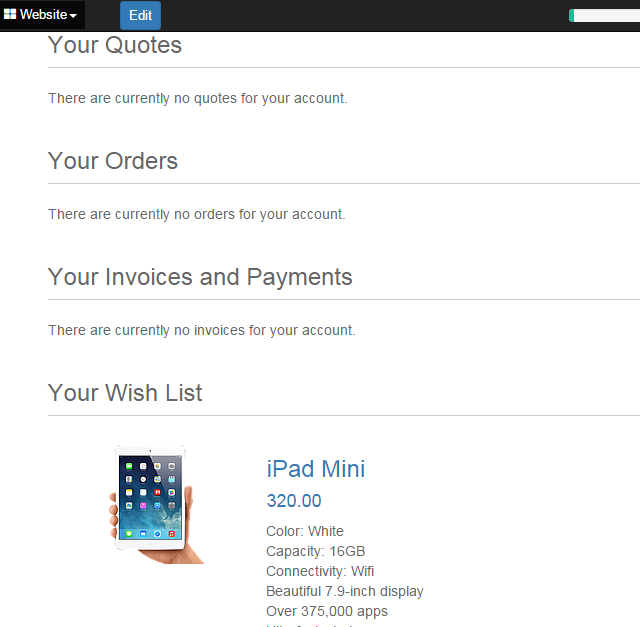 Website
Edit
Your Quotes
There are currently no quotes for your account.
Your Orders
There are currently no orders for your account.
Your Invoices and Payments
There are currently no invoices for your account.
Your Wish List
iPad Mini
320.00
Color: White
Capacity: 16GB
Connectivity: Wifi
Beautiful 7.9-inch display
Over 375,000 apps